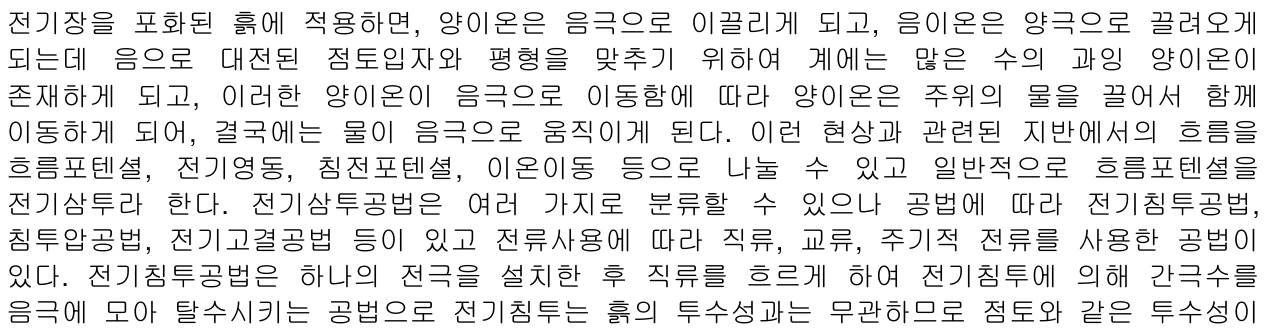 전기장을 포화된 흙에 적용하면, 양이온은 음극으로 이끌리게 되고, 음이온은 양극으로 끌려오게
되는데 음으로 대전된 점토입자와 평형을 맞추기 위하여 계에는 많은 수의 과잉 양이온이
존재하게 되고, 이러한 양이온이 음극으로 이동함에 따라 양이온은 주위의 물을 끌어서 함께
이동하게 되어, 결국에는 물이 음극으로 움직이게 된다. 이런 현상과 관련된 지반에서의 흐름을
흐름포텐셜, 전기영동, 침전포텐셜, 이온이동 등으로 나눌 수 있고 일반적으로 흐름포텐셜을
전기삼투라 한다. 전기삼투공법은 여러 가지로 분류할 수 있으나 공법에 따라 전기침투공법,
침투압공법, 전기고결공법 등이 있고 전류사용에 따라 직류, 교류, 주기적 전류를 사용한 공법이
있다. 전기침투공법은 하나의 전극을 설치한 후 직류를 흐르게 하여 전기침투에 의해 간극수를
음극에 모아 탈수시키는 공법으로 전기침투는 흙의 투수성과는 무관하므로 점토와 같은 투수성이